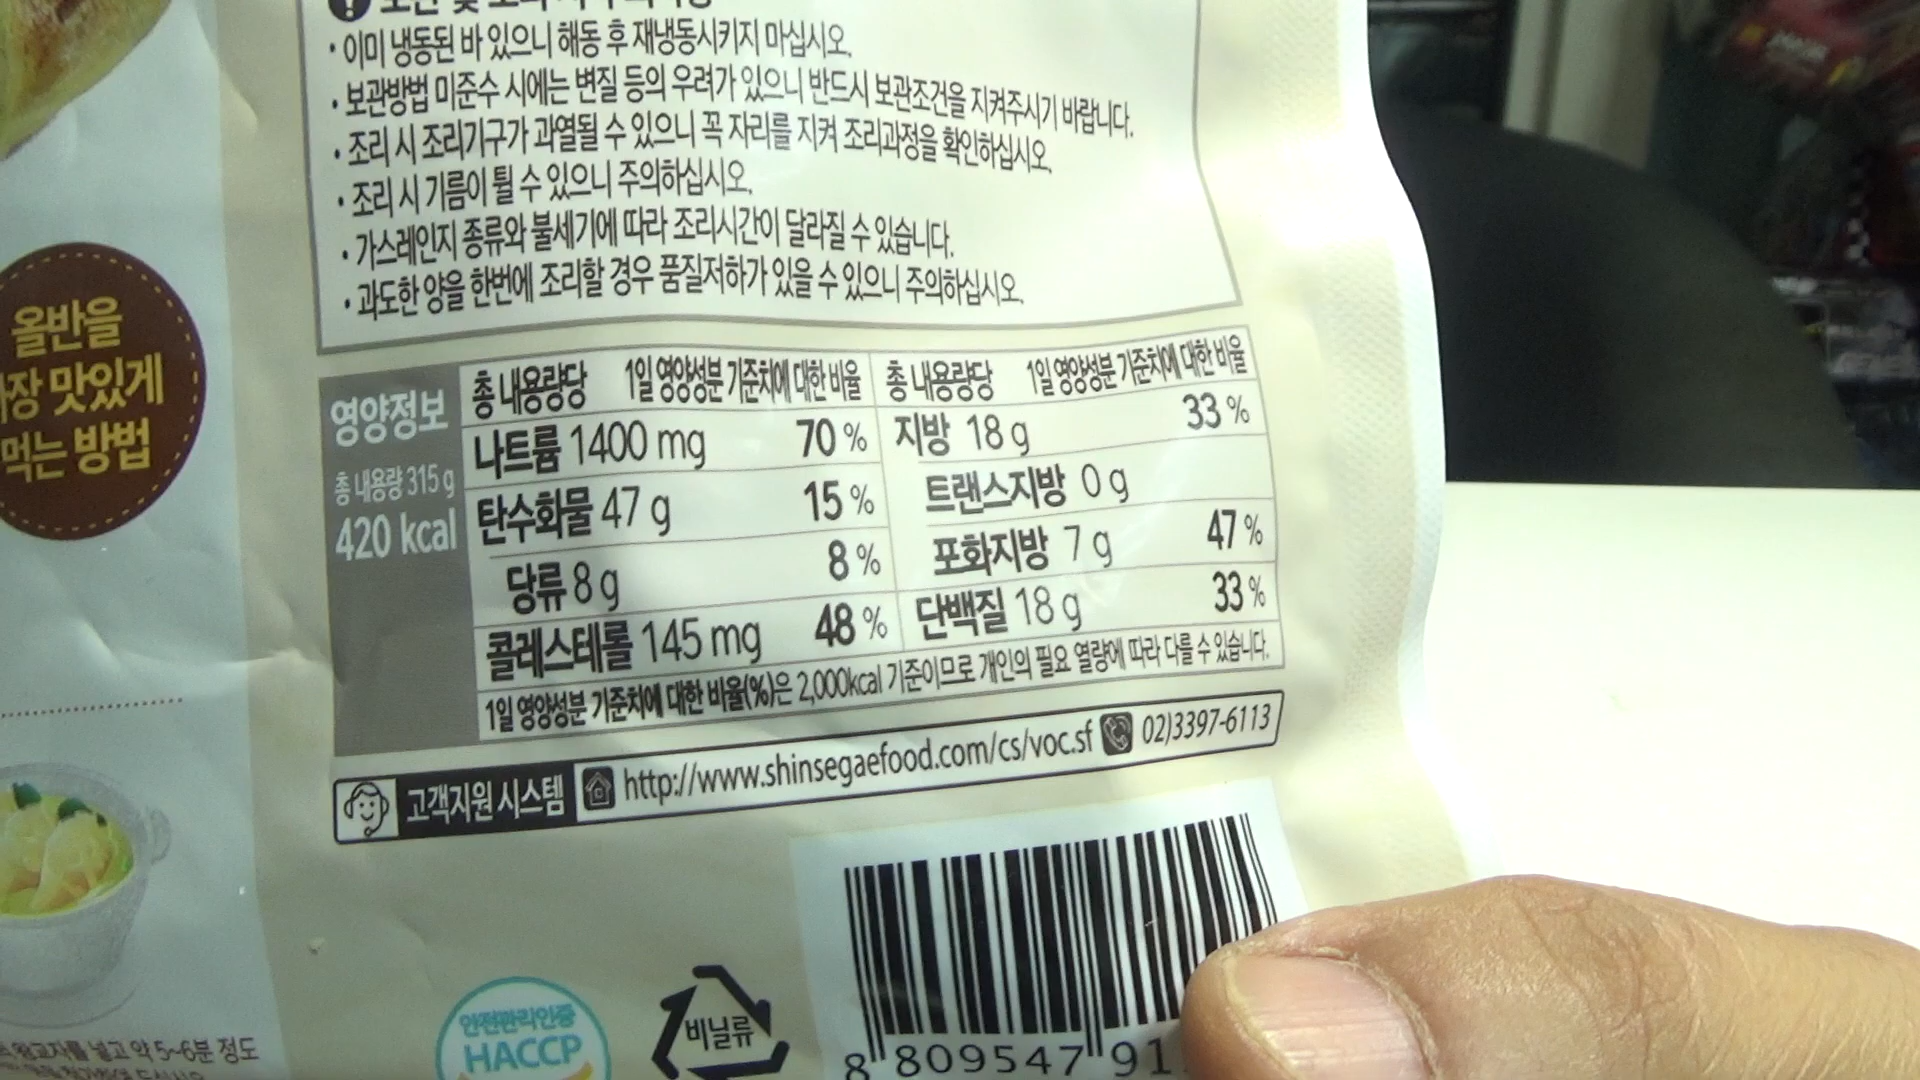 · 이미 냉동된 바 있으니 해동 후 재냉동시키지 마십시오.
· 보관방법 미준수 시에는 변질 등의 우려가 있으니 반드시 보관조건을 지켜주시기 바랍니다.
· 조리 시 조리기구가 과열될 수 있으니 꼭 자리를 지켜 조리과정을 확인하십시오.
· 조리 시 기름이 튈 수 있으니 주의하십시오.
· 가스레인지 종류와 불세기에 따라 조리시간이 달라질 수 있습니다.
· 과도한 양을 한번에 조리할 경우 품질저하가 있을 수 있으니 주의하십시오.
올반을
맛있게
먹는 방법
영양정보
총 내용량 315 g
420 kcal
총 내용량당 1일 영양성분 기준치에 대한 비율 총 내용량당 1일 영양성분 기준치에 대한 비율
나트륨 1400 mg 70 % 지방 18 g 33 %
탄수화물 47 g 15 % 트랜스지방 0 g
당류 8 g 8 % 포화지방 7 g 47 %
콜레스테롤 145 mg 48 % 단백질 18 g 33 %
1일 영양성분 기준치에 대한 비율(%)은 2,000kcal 기준이므로 개인의 필요 열량에 따라 다를 수 있습니다.
고객지원 시스템 http://www.shinsegaefood.com/cs/voc.sf 02)3397-6113
안전관리인증
HACCP
비닐류
8 809547 91
넣고 약 5~6분 정도